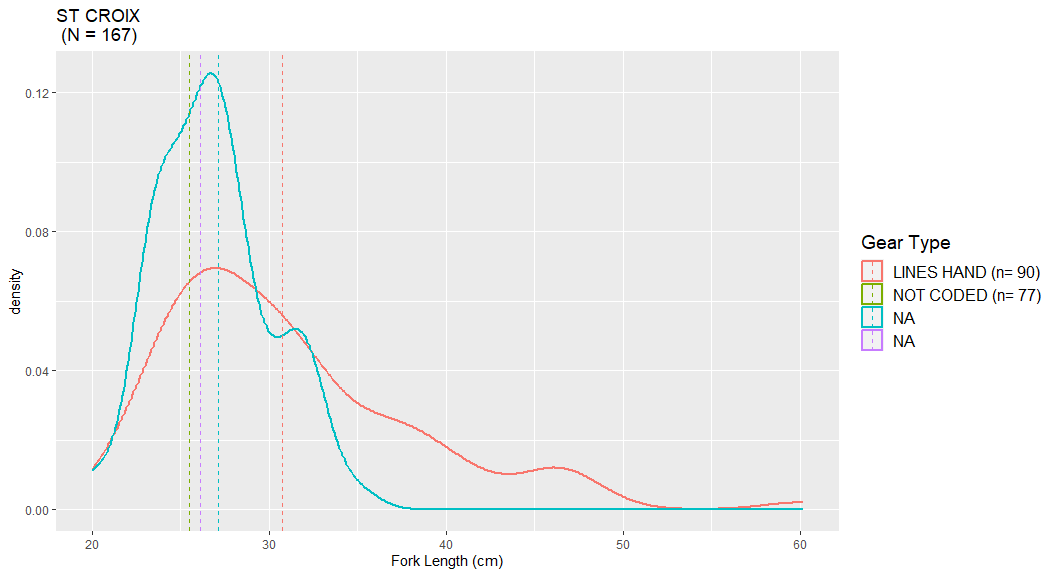 ST CROIX
(N = 167)
0.12
0.08
0.04
0.00
density
20
30
40
50
60
Fork Length (cm)
Gear Type
LINES HAND (n= 90)
NOT CODED (n= 77)
NA
NA